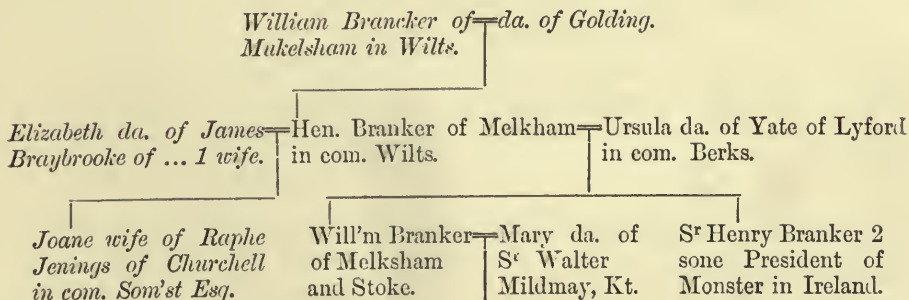 William Brancker of da. of Golding.
Mukelsham in Wilts.
Elizabeth da. of James
Braybrooke of ... 1 wife.
Hen. Branker of Melkham
in com. Wilts.
Ursula da. of Yate of Lyford
in com. Berks.
Joane wife of Raphe
Jenings of Churchell
in com. Som'st Esq.
Will'm Branker
of Melksham
and Stoke.
Mary da. of
Sʳ Walter
Mildmay, Kt.
Sʳ Henry Branker 2
sone President of
Monster in Ireland.